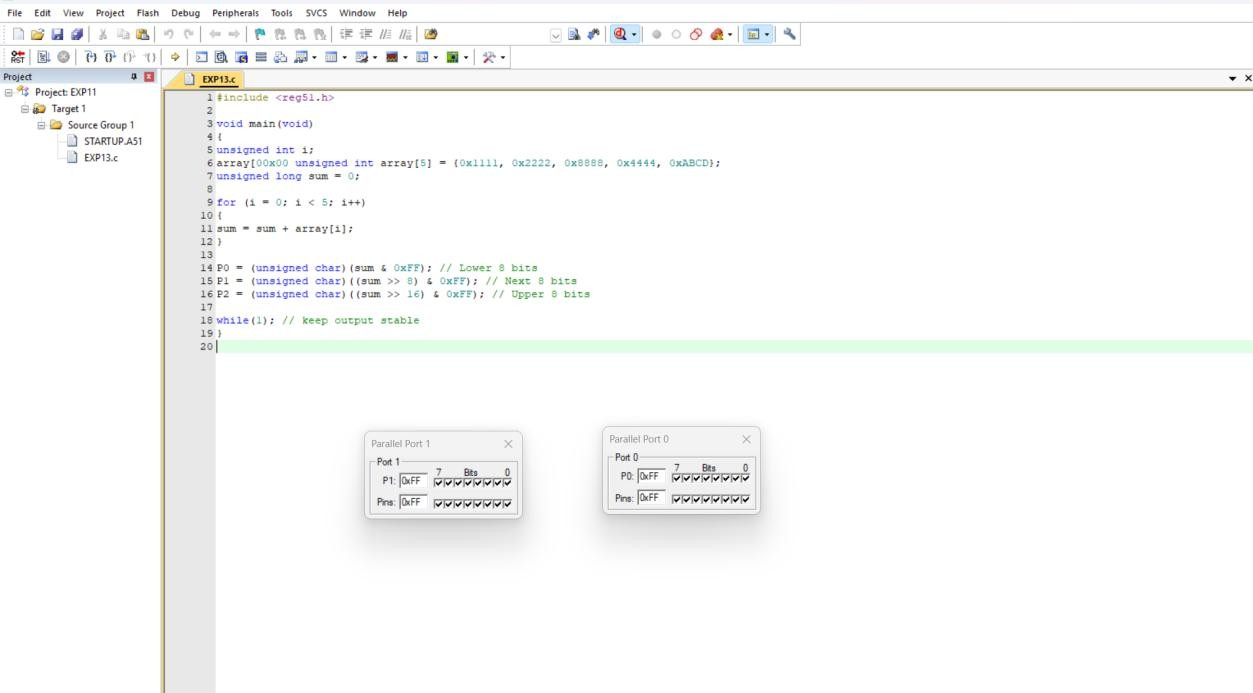 File Edit View Project Flash Debug Peripherals Tools SVCS Window Help
RST
Project
EXP13.c
Project: EXP11
Target 1
Source Group 1
STARTUP.A51
EXP13.c
1 #include <reg51.h>
2
3 void main(void)
4 {
5 unsigned int i;
6 array[00x00 unsigned int array[5] = {0x1111, 0x2222, 0x8888, 0x4444, 0xABCD};
7 unsigned long sum = 0;
8
9 for (i = 0; i < 5; i++)
10 {
11 sum = sum + array[i];
12 }
13
14 P0 = (unsigned char)(sum & 0xFF); // Lower 8 bits
15 P1 = (unsigned char)((sum >> 8) & 0xFF); // Next 8 bits
16 P2 = (unsigned char)((sum >> 16) & 0xFF); // Upper 8 bits
17
18 while(1); // keep output stable
19 }
20
Parallel Port 1
Port 1
7 Bits 0
P1: 0xFF
Pins: 0xFF
Parallel Port 0
Port 0
7 Bits 0
P0: 0xFF
Pins: 0xFF